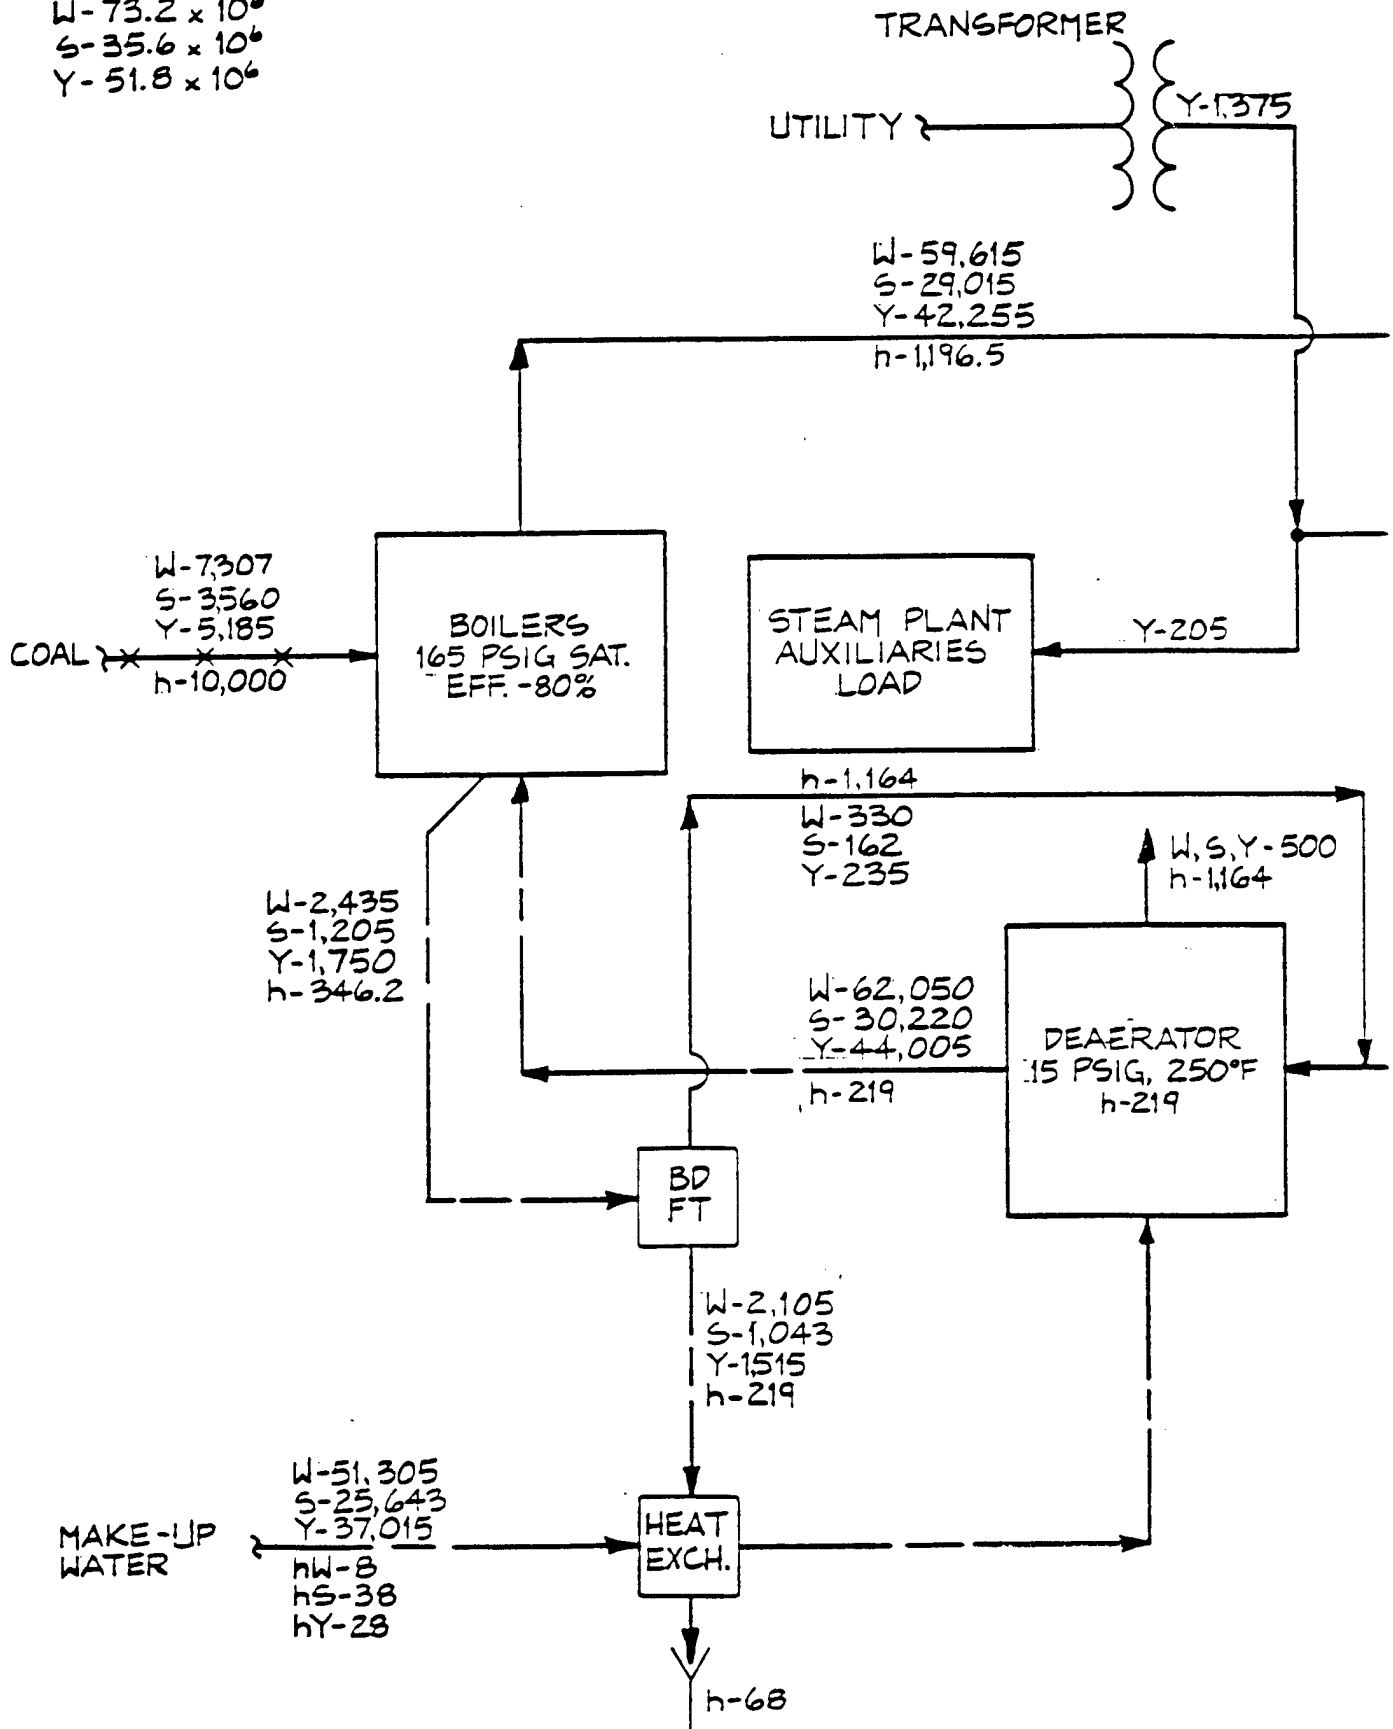 W-73.2 x 10⁶
S-35.6 x 10⁶
Y-51.8 x 10⁶
TRANSFORMER
Y-1,375
UTILITY
W-59,615
S-29,015
Y-42,255
h-1,196.5
W-7,307
S-3,560
Y-5,185
COAL
h-10,000
BOILERS
165 PSIG SAT.
EFF.-80%
STEAM PLANT
AUXILIARIES
LOAD
Y-205
h-1,164
W-330
S-162
Y-235
W,S,Y-500
h-1,164
W-2,435
S-1,205
Y-1,750
h-346.2
W-62,050
S-30,220
Y-44,005
h-219
DEAERATOR
15 PSIG, 250°F
h-219
BD
FT
W-2,105
S-1,043
Y-1,515
h-219
W-51,305
S-25,643
Y-37,015
MAKE-UP
WATER
hW-8
hS-38
hY-28
HEAT
EXCH.
h-68